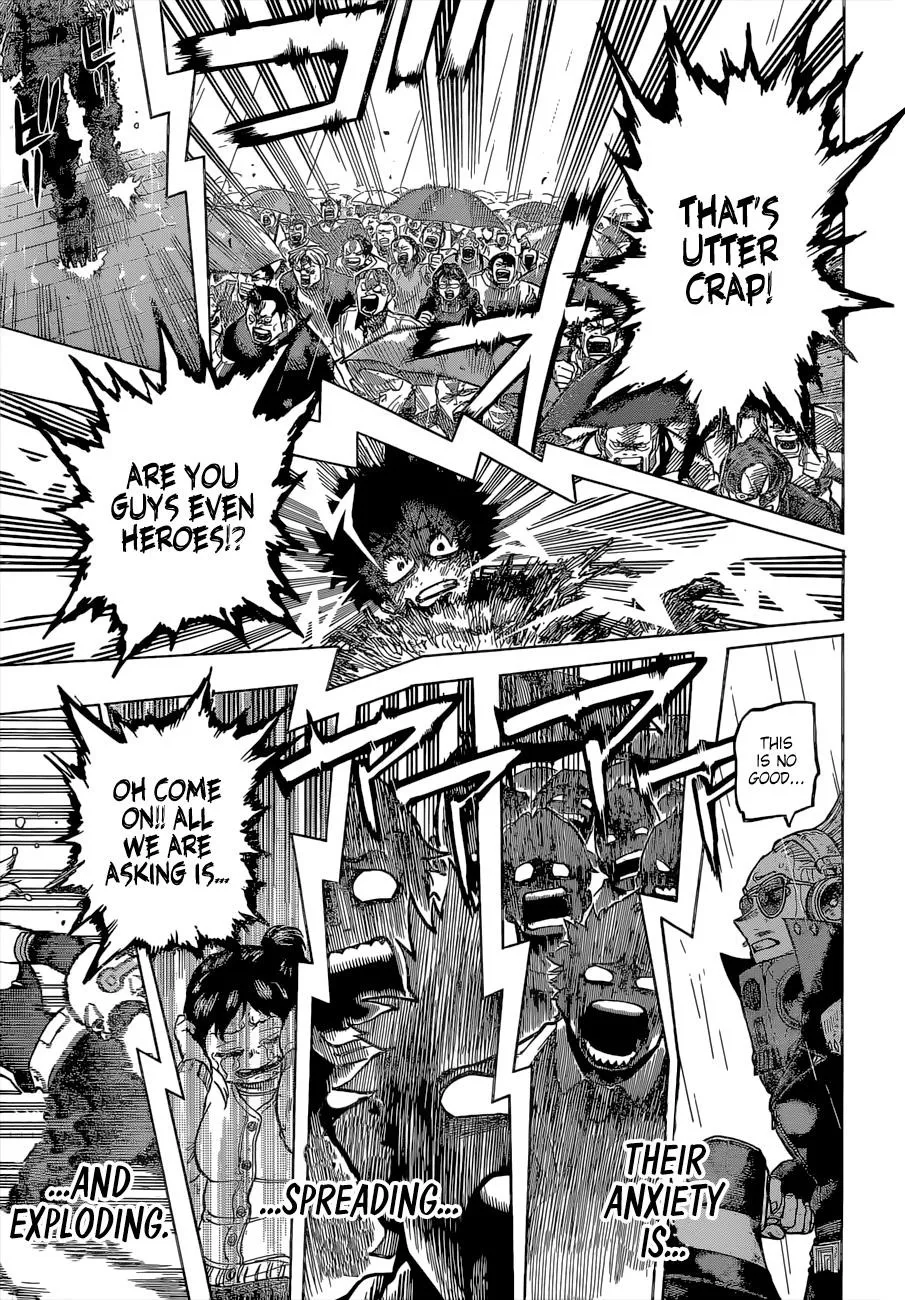 THAT'S
UTTER
CRAP!
ARE YOU
GUYS EVEN
HEROES!?
THIS
IS NO
GOOD...
THEIR
ANXIETY
IS...
...SPREADING...
OH COME
ON!! ALL
WE ARE
ASKING IS...
...AND
EXPLODING.